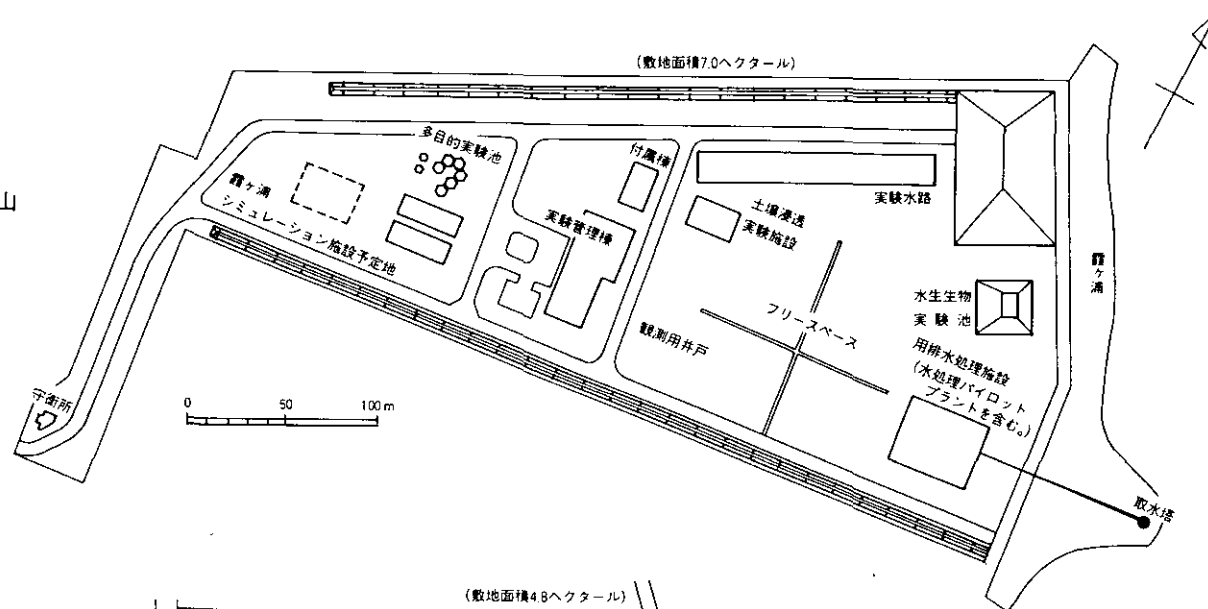 (敷地面積7.0ヘクタール)
山
多目的実験池
付属棟
霞ヶ浦
シミュレーション施設予定地
実験管理棟
実験水路
土壌浸透
実験施設
霞ヶ浦
水生生物
実験池
フリースペース
観測用井戸
用排水処理施設
(水処理パイロット
プラントを含む。)
守衛所
0 50 100m
取水塔
(敷地面積4.8ヘクタール)